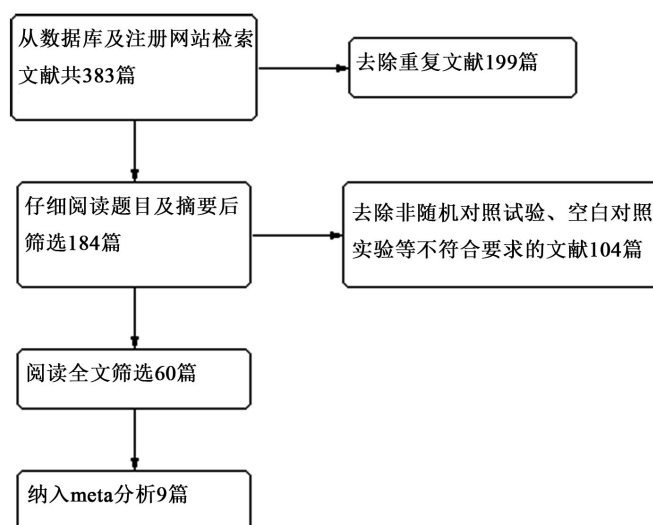 从数据库及注册网站检索
文献共383篇
去除重复文献199篇
仔细阅读题目及摘要后
筛选184篇
去除非随机对照试验、空白对照
实验等不符合要求的文献104篇
阅读全文筛选60篇
纳入meta分析9篇